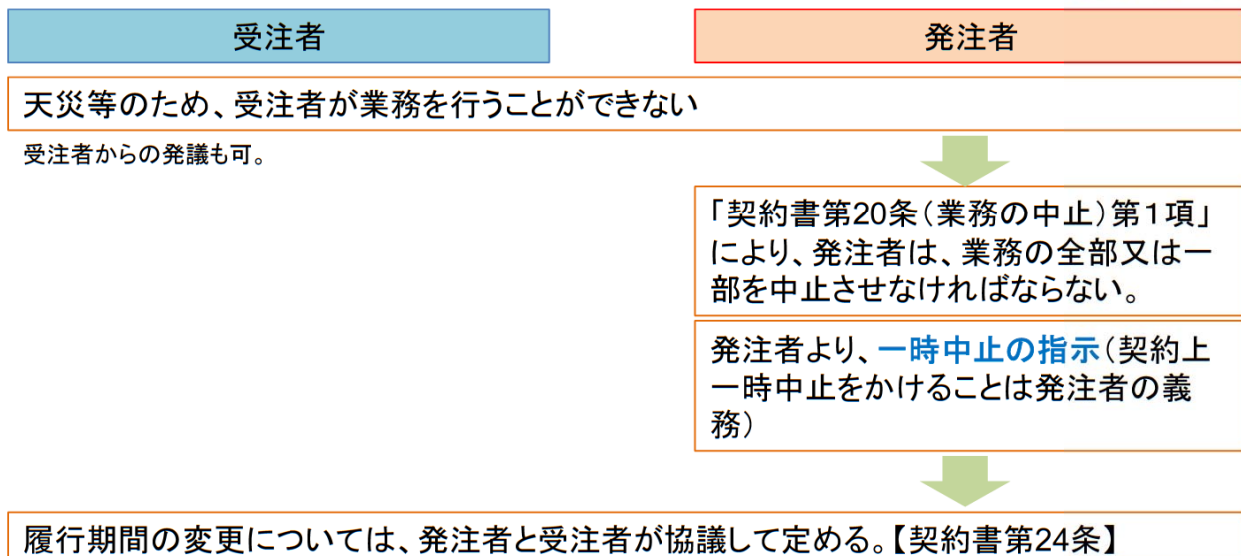 受注者
発注者
天災等のため、受注者が業務を行うことができない
受注者からの発議も可。
「契約書第20条(業務の中止)第1項」
により、発注者は、業務の全部又は一
部を中止させなければならない。
発注者より、一時中止の指示(契約上
一時中止をかけることは発注者の義
務)
履行期間の変更については、発注者と受注者が協議して定める。【契約書第24条】